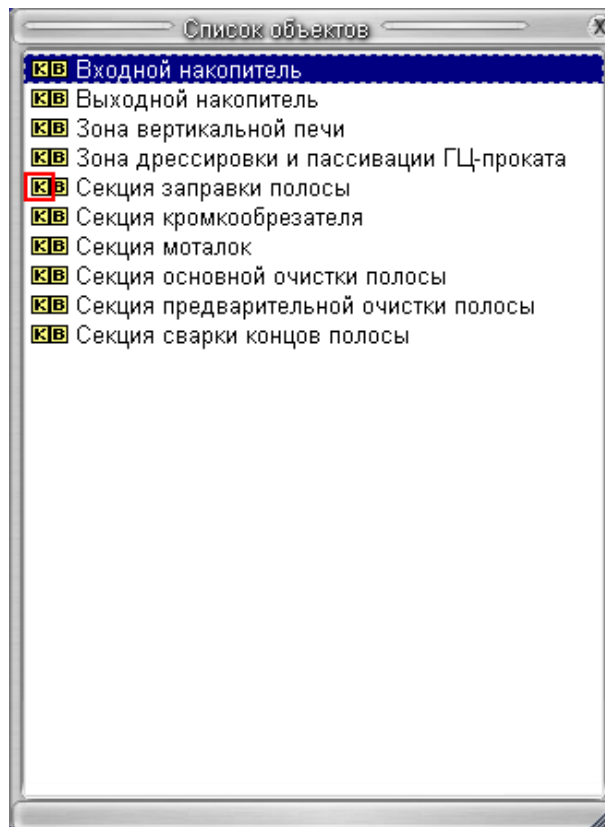 Список объектов
КВ Входной накопитель
КВ Выходной накопитель
КВ Зона вертикальной печи
КВ Зона дрессировки и пассивации ГЦ-проката
КВ Секция заправки полосы
КВ Секция кромкообрезателя
КВ Секция моталок
КВ Секция основной очистки полосы
КВ Секция предварительной очистки полосы
КВ Секция сварки концов полосы